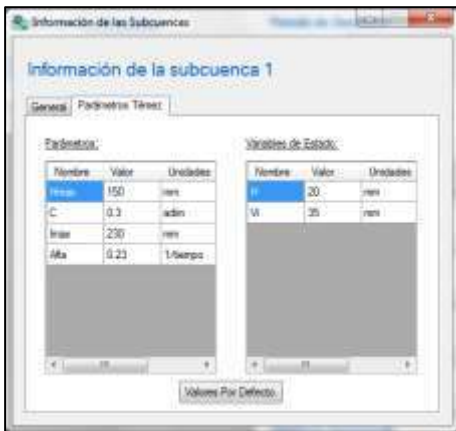 Información de las Subcuencas
Información de la subcuenca 1
General Parámetros Témez
Parámetros: Variables de Estado:
Nombre Valor Unidades Nombre Valor Unidades
Hmax 150 mm H 20 mm
C 0.3 adim Vi 35 mm
Imax 230 mm
Alfa 0.23 1/tiempo
Valores Por Defecto